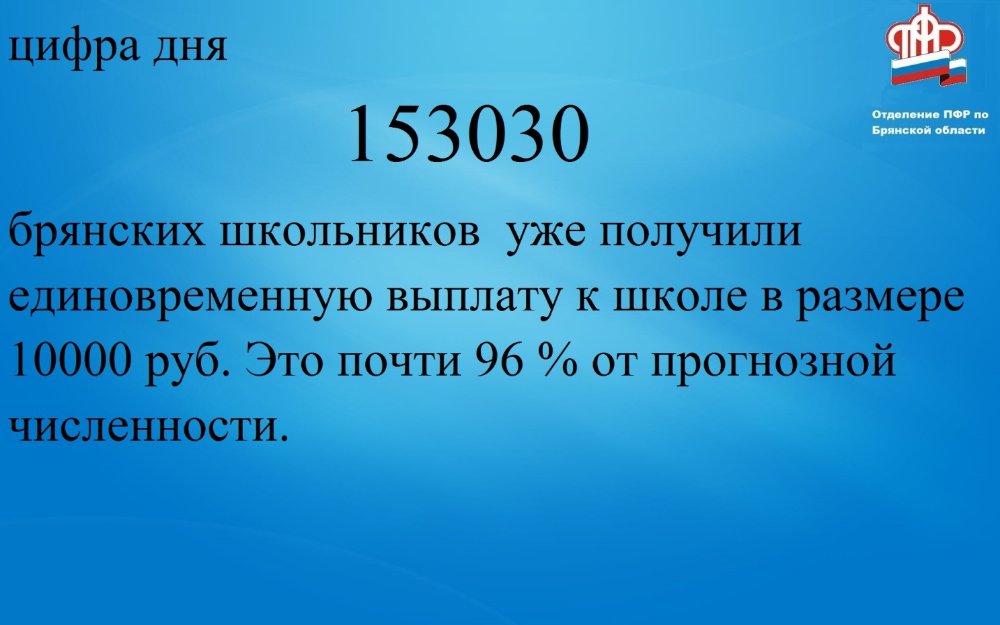 цифра дня
153030
Отделение ПФР по
Брянской области
брянских школьников уже получили
единовременную выплату к школе в размере
10000 руб. Это почти 96 % от прогнозной
численности.